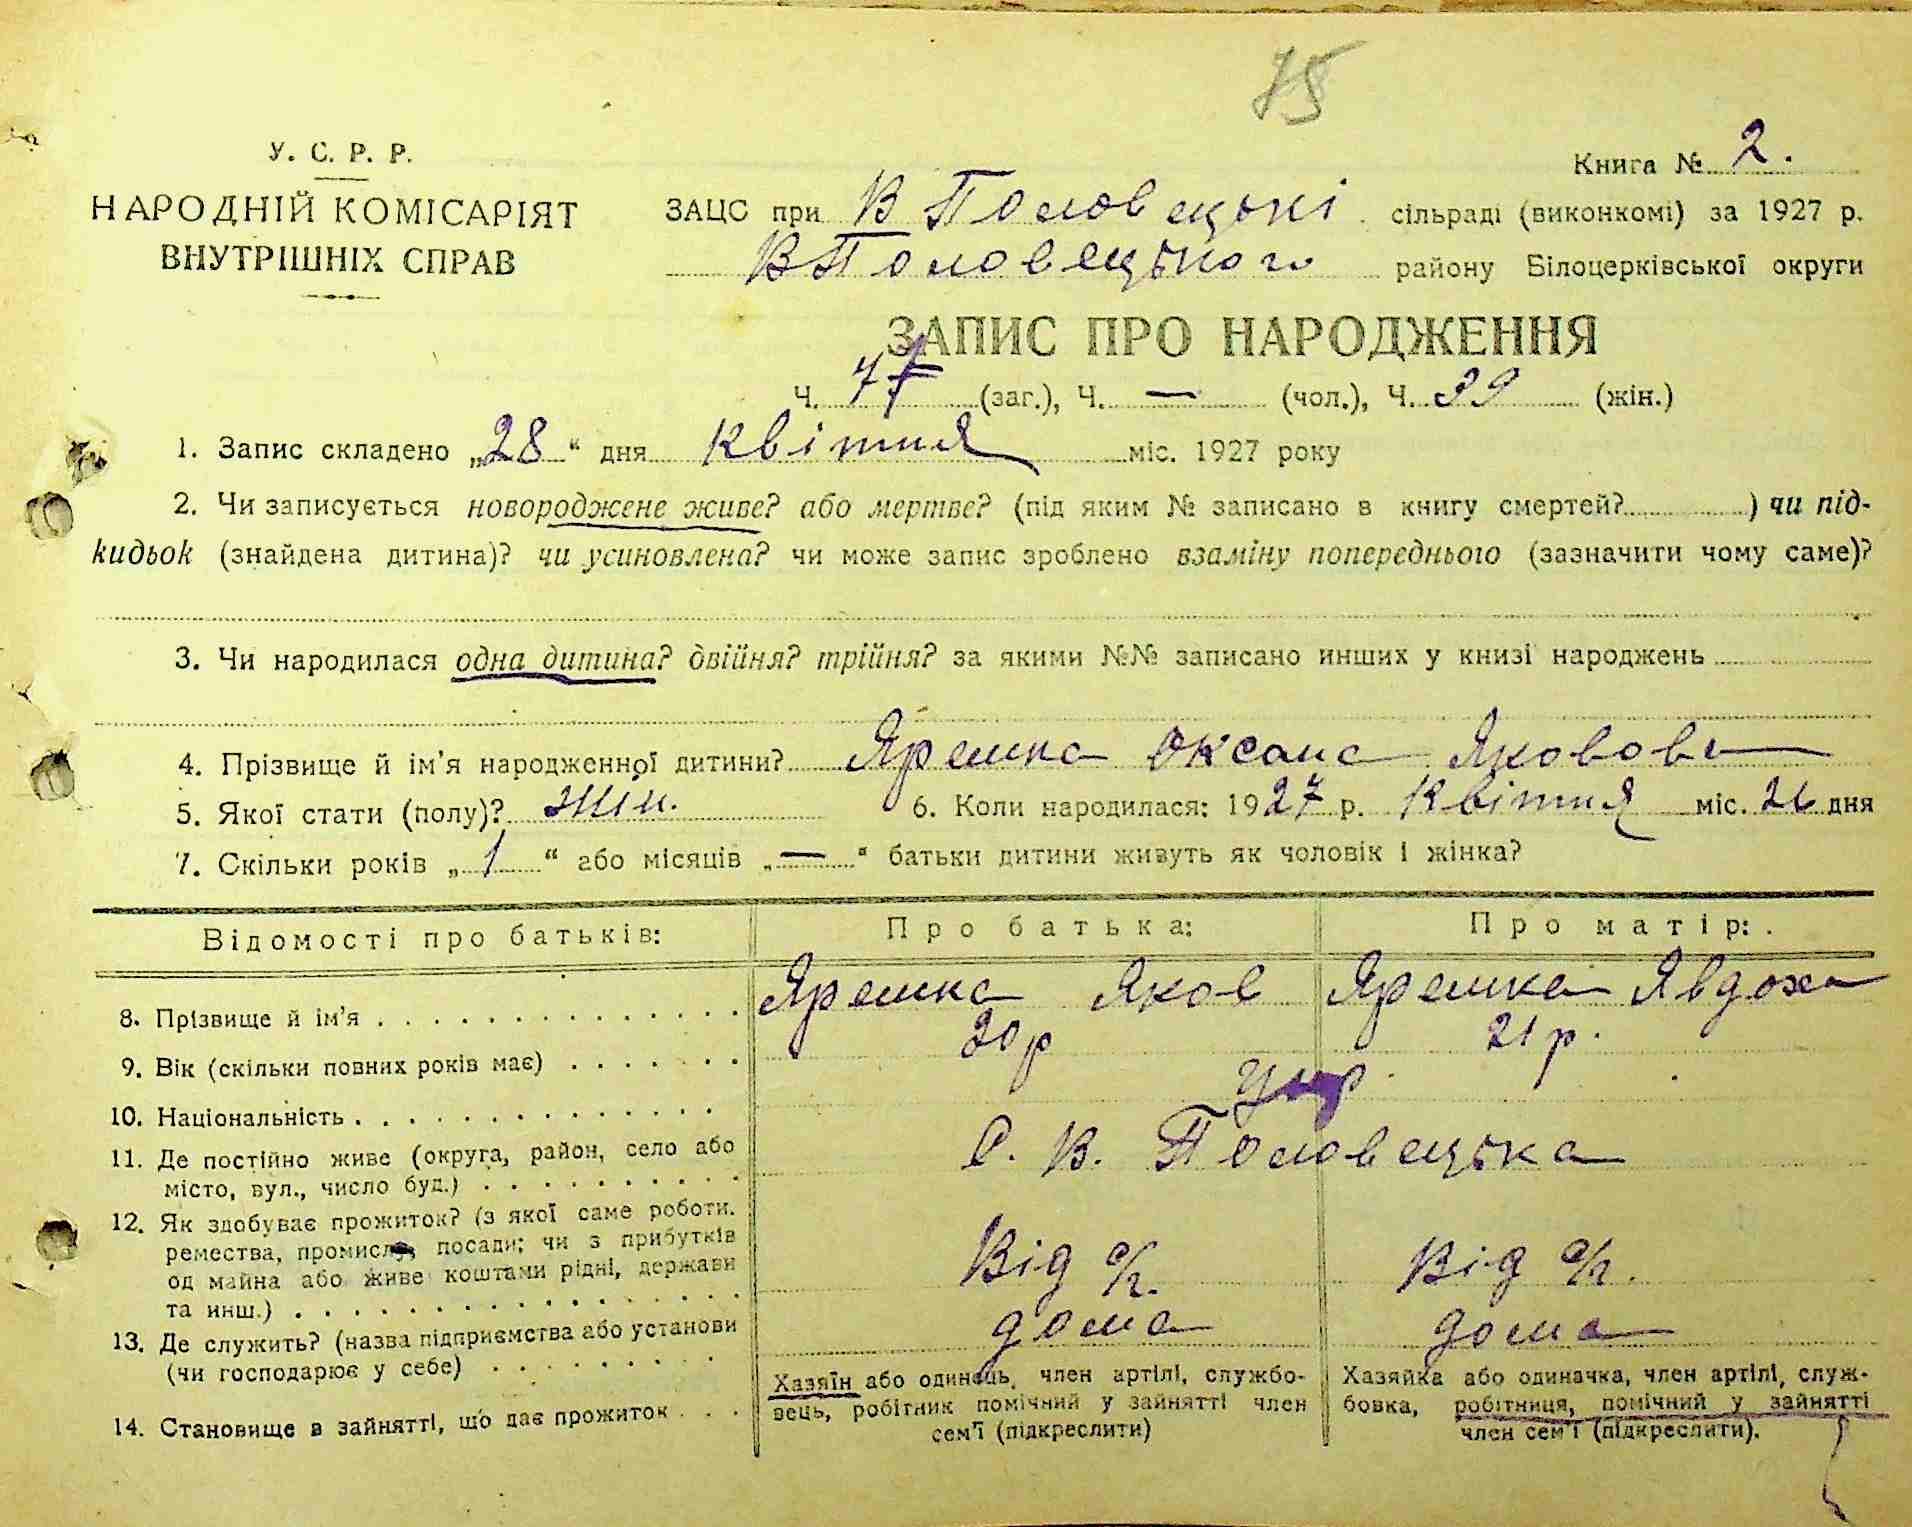 75
У. С. Р. Р.
НАРОДНІЙ КОМІСАРІЯТ
ВНУТРІШНІХ СПРАВ
Книга № 2.
ЗАЦС при В Половецькі сільраді (виконкомі) за 1927 р.
ВПоловецького району Білоцерківської округи
ЗАПИС ПРО НАРОДЖЕННЯ
Ч. 77 (заг.), Ч. — (чол.), Ч. 39 (жін.)
1. Запис складено „28“ дня Квітня міс. 1927 року
2. Чи записується новороджене живе? або мертве? (під яким № записано в книгу смертей? ) чи під-
кидьок (знайдена дитина)? чи усиновлена? чи може запис зроблено взаміну попереднього (зазначити чому саме)?
3. Чи народилася одна дитина? двійня? трійня? за якими №№ записано инших у книзі народжень
4. Прізвище й ім'я народженної дитини? Ярешка Оксана Яковова
5. Якої стати (полу)? жін. 6. Коли народилася: 1927 р. Квітня міс. 26 дня
7. Скільки років „1“ або місяців „—“ батьки дитини живуть як чоловік і жінка?
Відомості про батьків: Про батька: Про матір:
8. Прізвище й ім'я Ярешка Яков Ярешка Явдоха
9. Вік (скільки повних років має) 20р 21р.
10. Національність Укр.
11. Де постійно живе (округа, район, село або
місто, вул., число буд.) С. В. Половецька
12. Як здобуває прожиток? (з якої саме роботи.
ремества, промислу, посади; чи з прибутків
од майна або живе коштами рідні, держави
та инш.) Від с/г. Від с/г.
13. Де служить? (назва підприємства або установи
(чи господарює у себе) дома дома
14. Становище в зайнятті, що дає прожиток
Хазяїн або одинець, член артілі, службо-
вець, робітник помічний у зайнятті член
сем'ї (підкреслити)
Хазяйка або одиначка, член артілі, служ-
бовка, робітниця, помічний у зайнятті
член сем'ї (підкреслити).